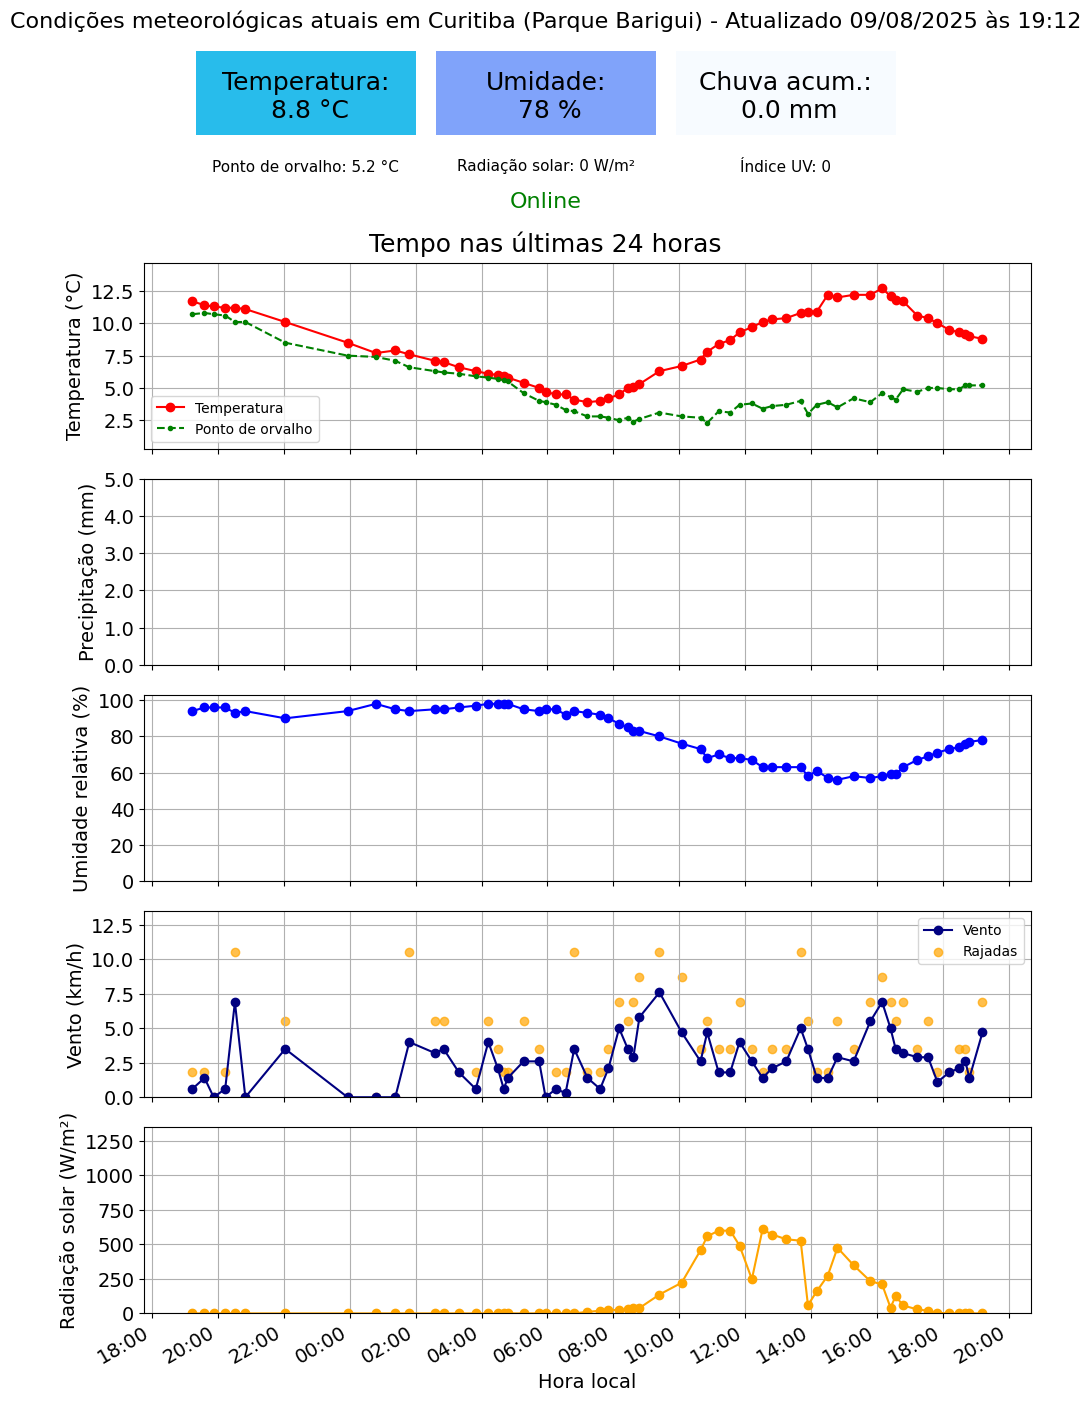 Condições meteorológicas atuais em Curitiba (Parque Barigui) - Atualizado 09/08/2025 às 19:12
Temperatura:
8.8 °C
Umidade:
78 %
Chuva acum.:
0.0 mm
Ponto de orvalho: 5.2 °C
Radiação solar: 0 W/m²
Índice UV: 0
Online
Tempo nas últimas 24 horas
Temperatura (°C)
12.5
10.0
7.5
5.0
2.5
Temperatura
Ponto de orvalho
Precipitação (mm)
5.0
4.0
3.0
2.0
1.0
0.0
Umidade relativa (%)
100
80
60
40
20
0
Vento (km/h)
12.5
10.0
7.5
5.0
2.5
0.0
Vento
Rajadas
Radiação solar (W/m²)
1250
1000
750
500
250
0
18:00
20:00
22:00
00:00
02:00
04:00
06:00
08:00
10:00
12:00
14:00
16:00
18:00
20:00
Hora local